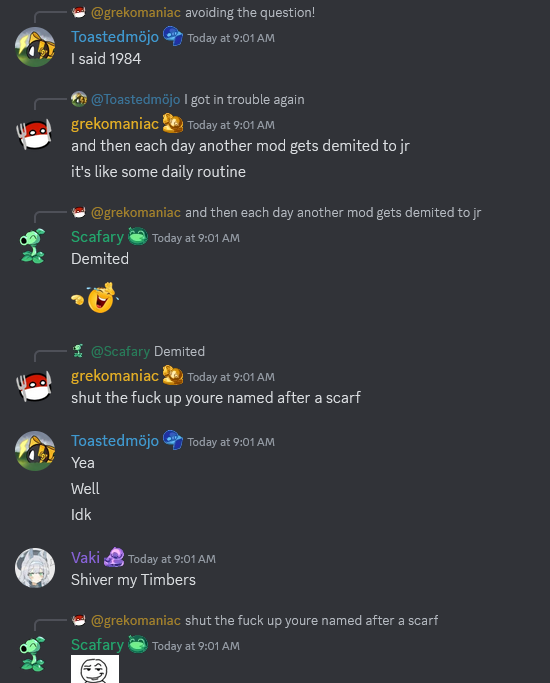 @grekomaniac avoiding the question!
Toastedmöjo Today at 9:01 AM
I said 1984
@Toastedmöjo I got in trouble again
grekomaniac Today at 9:01 AM
and then each day another mod gets demited to jr
it's like some daily routine
@grekomaniac and then each day another mod gets demited to jr
Scafary Today at 9:01 AM
Demited
@Scafary Demited
grekomaniac Today at 9:01 AM
shut the fuck up youre named after a scarf
Toastedmöjo Today at 9:01 AM
Yea
Well
Idk
Vaki Today at 9:01 AM
Shiver my Timbers
@grekomaniac shut the fuck up youre named after a scarf
Scafary Today at 9:01 AM